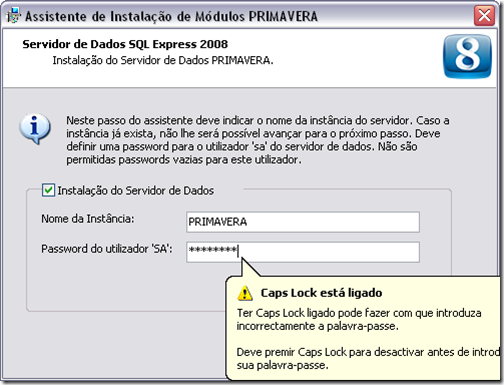 Assistente de Instalação de Módulos PRIMAVERA
Servidor de Dados SQL Express 2008
Instalação do Servidor de Dados PRIMAVERA.
8
Neste passo do assistente deve indicar o nome da instância do servidor. Caso a
instância já exista, não lhe será possível avançar para o próximo passo. Deve
definir uma password para o utilizador 'sa' do servidor de dados. Não são
permitidas passwords vazias para este utilizador.
Instalação do Servidor de Dados
Nome da Instância:
PRIMAVERA
Password do utilizador 'SA':
********
Caps Lock está ligado
Ter Caps Lock ligado pode fazer com que introduza
incorrectamente a palavra-passe.
Deve premir Caps Lock para desactivar antes de introd
sua palavra-passe.